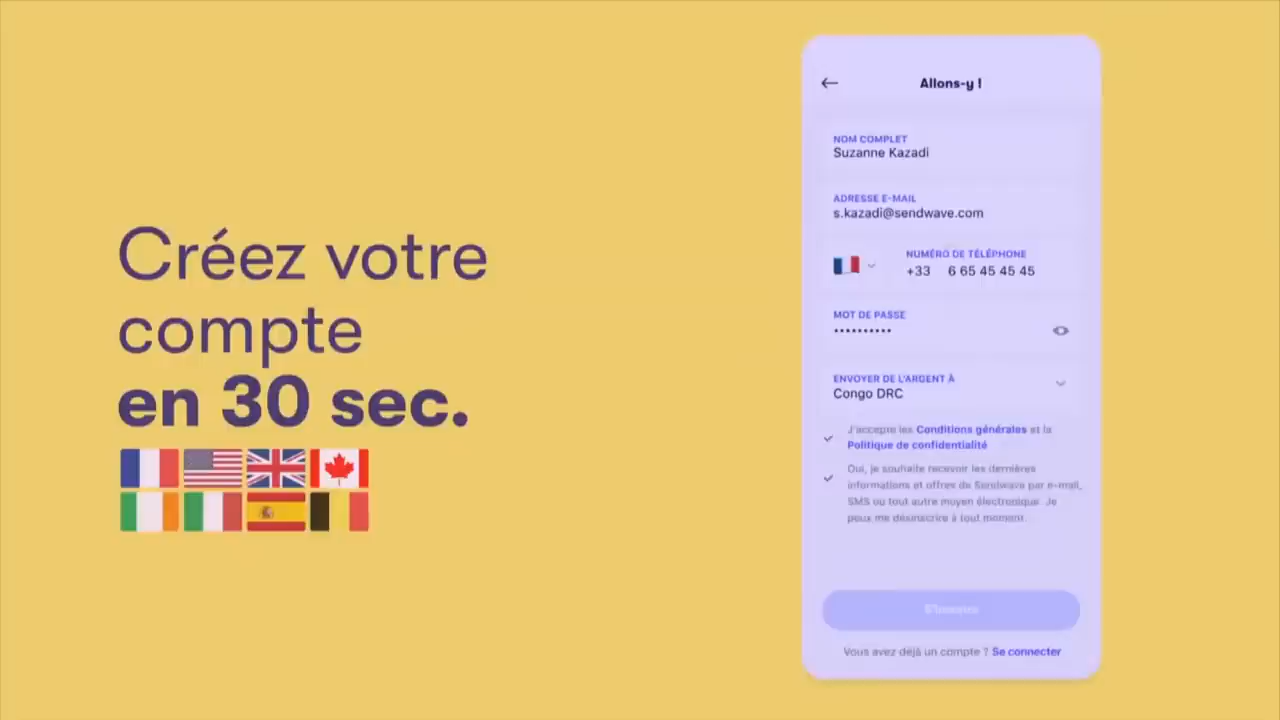 Créez votre
compte
en 30 sec.
Allons-y !
NOM COMPLET
Suzanne Kazadi
ADRESSE E-MAIL
s.kazadi@sendwave.com
NUMÉRO DE TÉLÉPHONE
+33 6 65 45 45 45
MOT DE PASSE
••••••••••
ENVOYER DE L'ARGENT À
Congo DRC
J'accepte les Conditions générales et la
Politique de confidentialité
Oui, je souhaite recevoir les dernières
informations et offres de Sendwave par e-mail,
SMS ou tout autre moyen électronique. Je
peux me désinscrire à tout moment.
Vous avez déjà un compte ? Se connecter